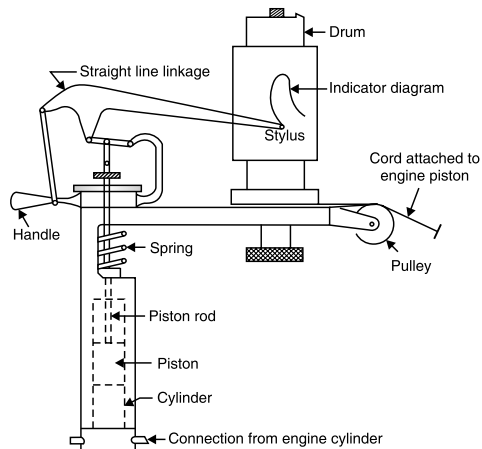 Drum
Straight line linkage
Indicator diagram
Stylus
Cord attached to
engine piston
Handle
Spring
Pulley
Piston rod
Piston
Cylinder
Connection from engine cylinder